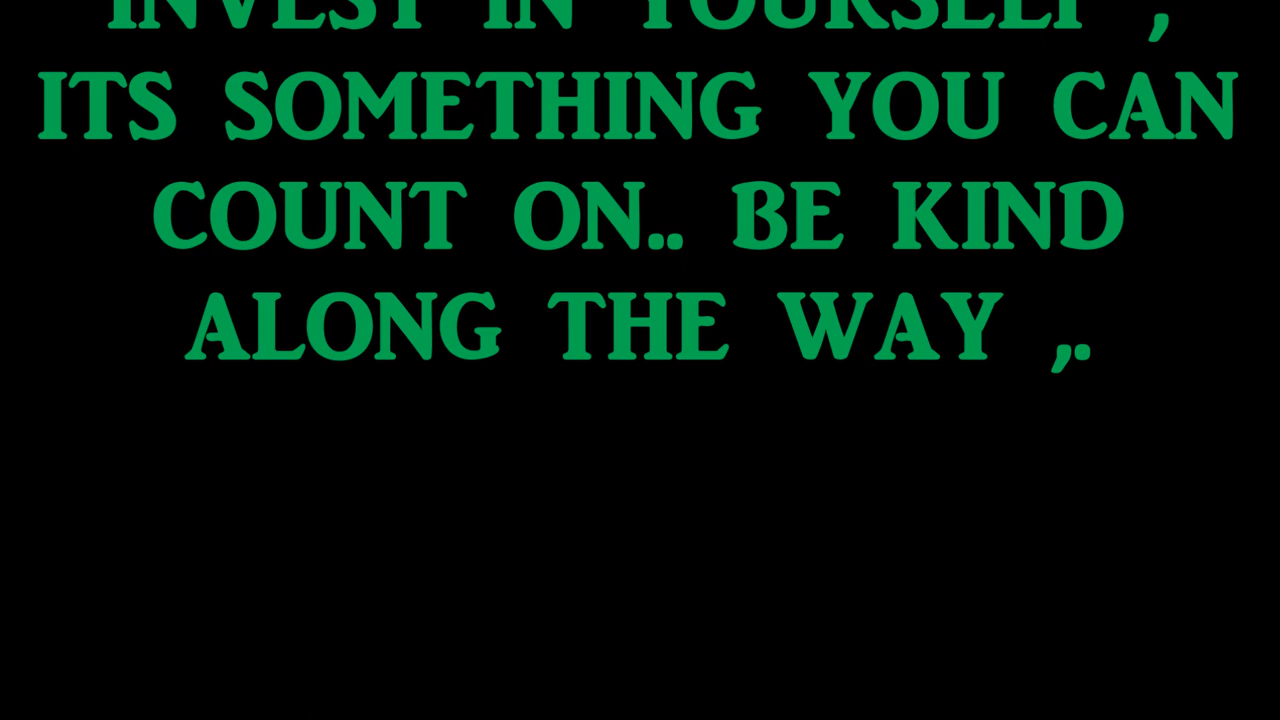 INVEST IN YOURSELF ,
ITS SOMETHING YOU CAN
COUNT ON.. BE KIND
ALONG THE WAY ,.